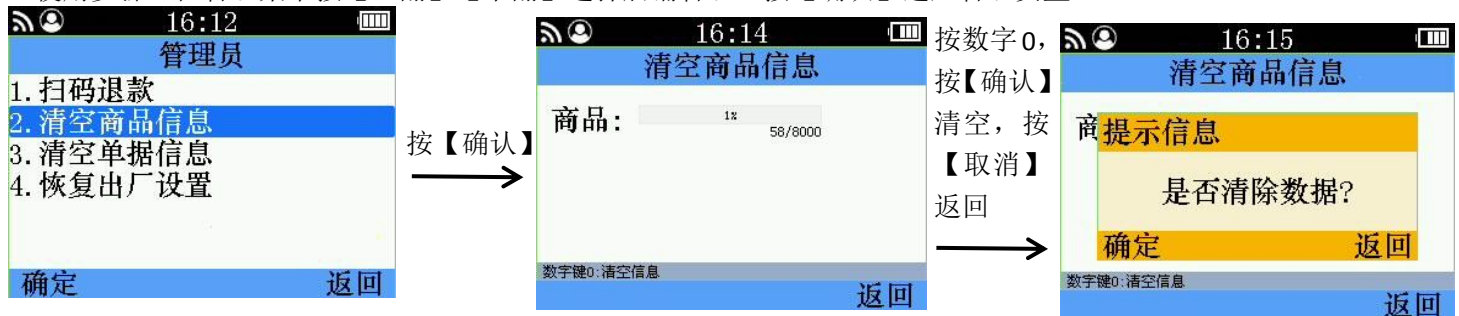 16:12
管理员
1.扫码退款
2.清空商品信息
3.清空单据信息
4.恢复出厂设置
确定 返回
按【确认】
16:14
清空商品信息
商品: 1%
58/8000
数字键0:清空信息
返回
按数字0,
按【确认】
清空，按
【取消】
返回
16:15
清空商品信息
商
提示信息
是否清除数据?
确定 返回
数字键0:清空信息
返回